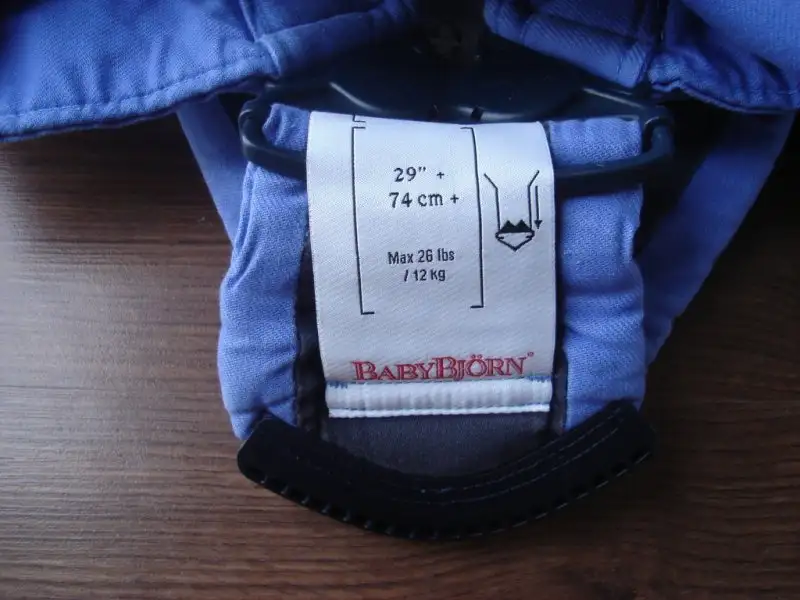 29" +
74 cm +
Max 26 lbs
/ 12 kg
BABYBJÖRN®